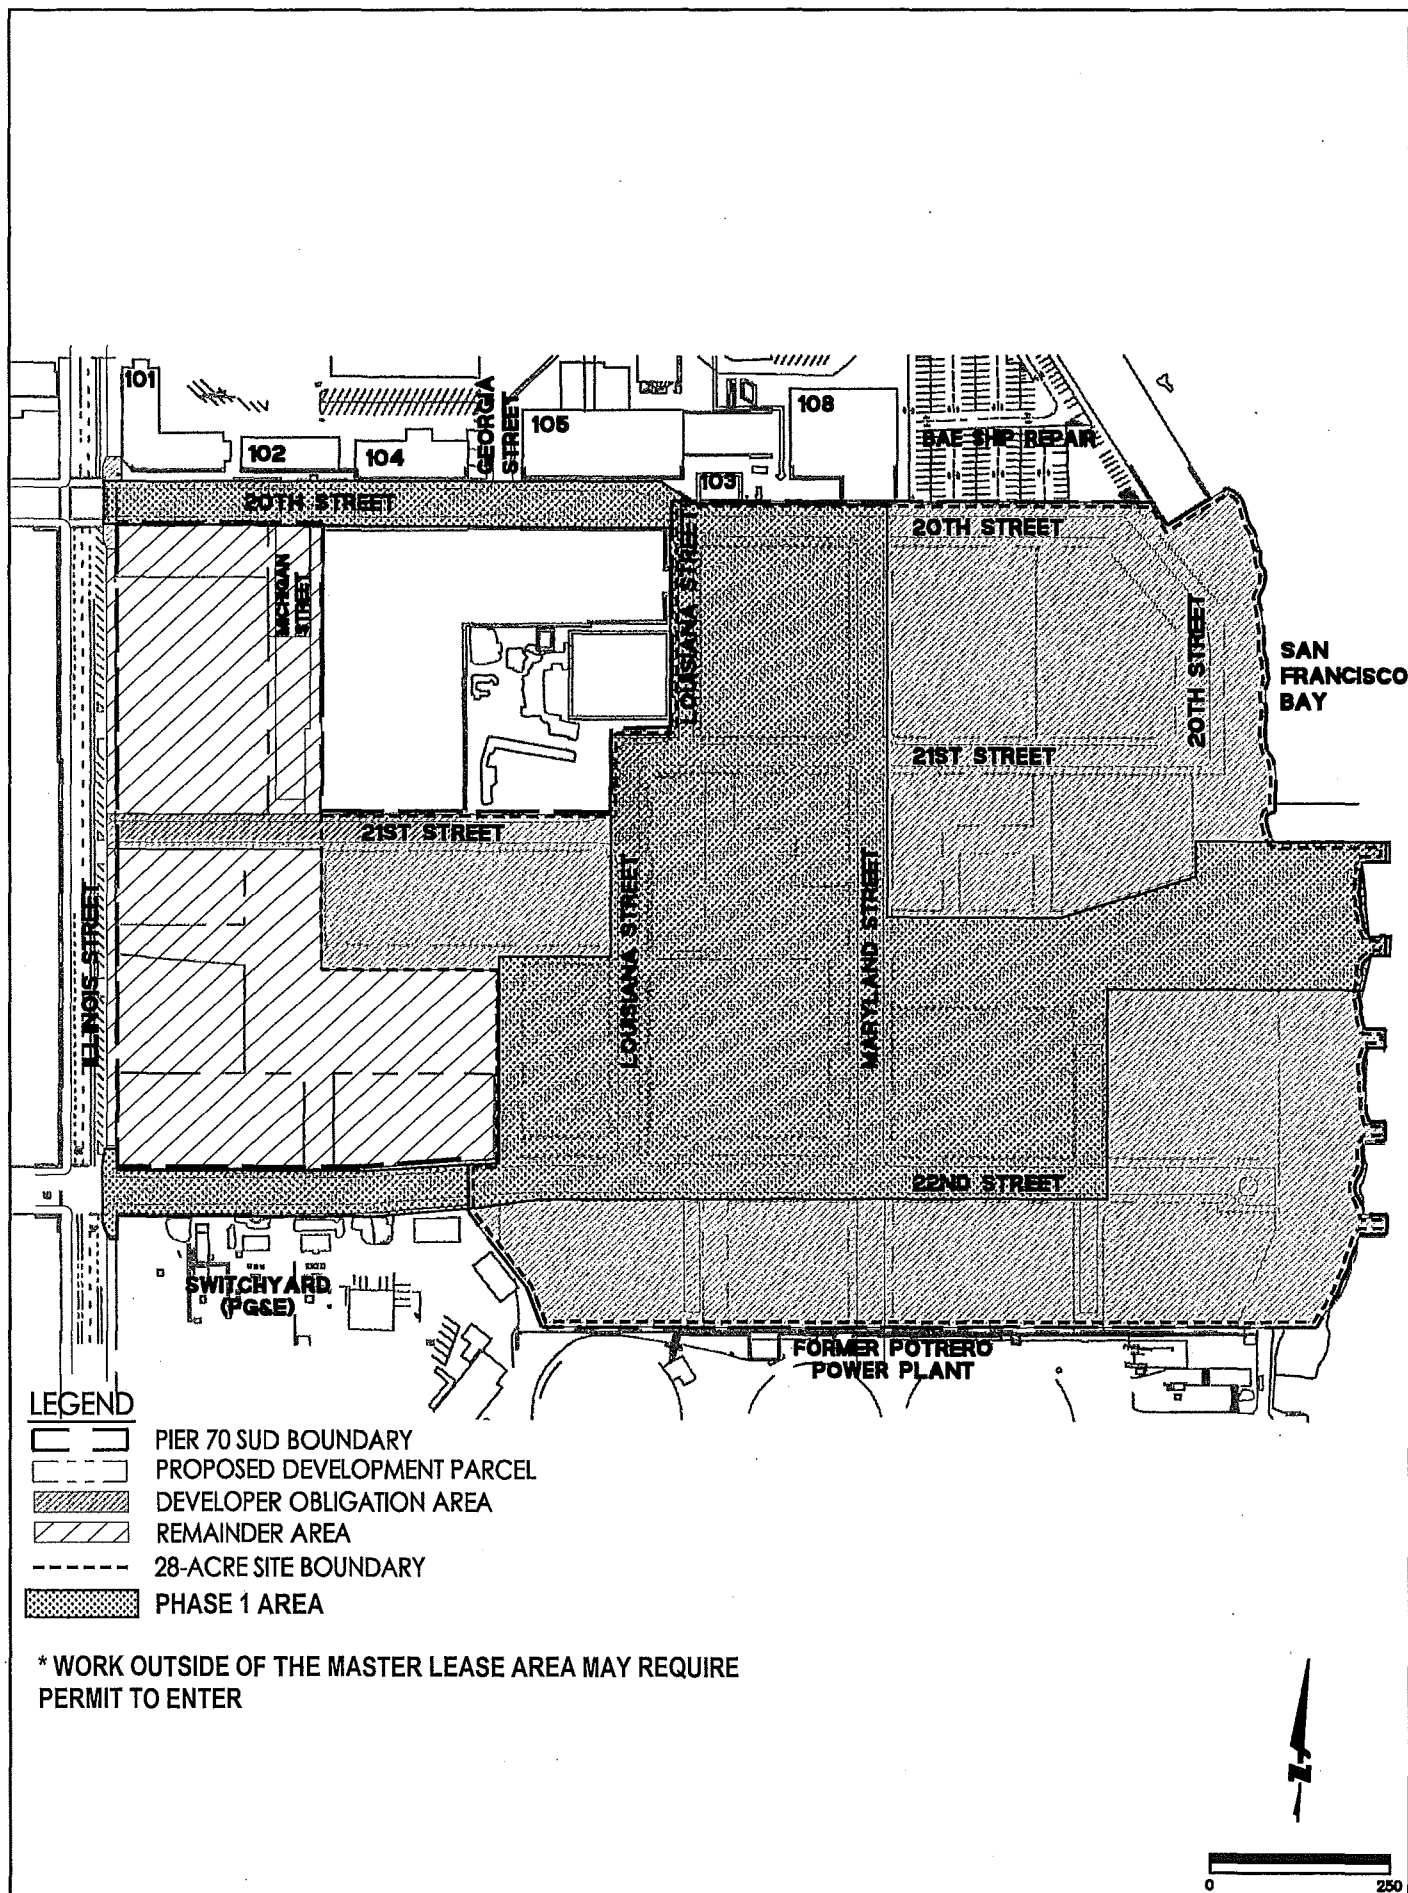 101
102
104
GEORGIA
STREET
105
103
108
BAE SHIP REPAIR
20TH STREET
20TH STREET
MICHIGAN
STREET
LOUISIANA STREET
20TH STREET
SAN
FRANCISCO
BAY
21ST STREET
21ST STREET
ILLINOIS STREET
LOUISIANA STREET
MARYLAND STREET
22ND STREET
SWITCHYARD
(PG&E)
FORMER POTRERO
POWER PLANT
LEGEND
PIER 70 SUD BOUNDARY
PROPOSED DEVELOPMENT PARCEL
DEVELOPER OBLIGATION AREA
REMAINDER AREA
28-ACRE SITE BOUNDARY
PHASE 1 AREA
* WORK OUTSIDE OF THE MASTER LEASE AREA MAY REQUIRE
PERMIT TO ENTER
Z
0 250